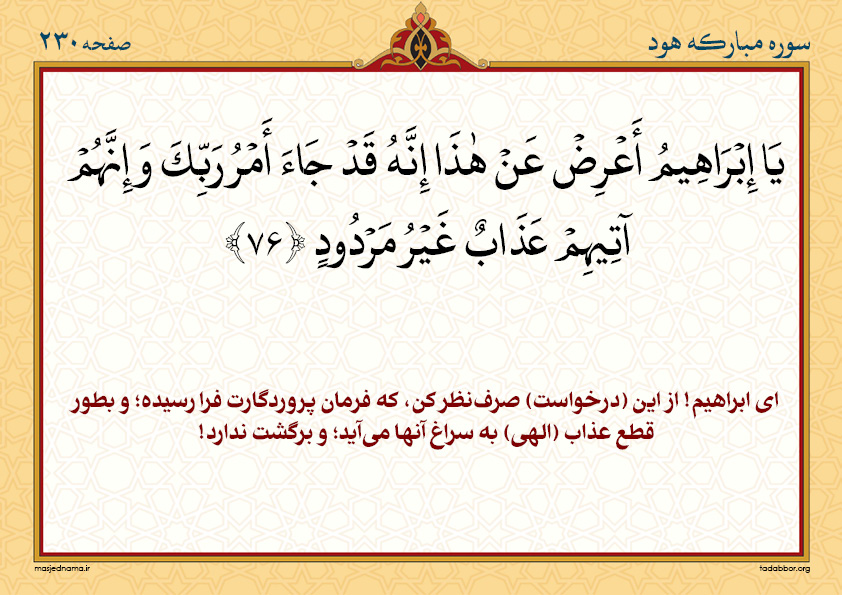 سوره مبارکه هود
صفحه ۲۳۰
يَا إِبْرَاهِيمُ أَعْرِضْ عَنْ هٰذَا إِنَّهُ قَدْ جَاءَ أَمْرُ رَبِّكَ وَ إِنَّهُمْ
آتِيهِمْ عَذَابٌ غَيْرُ مَرْدُودٍ ﴿۷۶﴾
ای ابراهیم! از این (درخواست) صرف‌نظر کن، که فرمان پروردگارت فرا رسیده؛ و بطور
قطع عذاب (الهی) به سراغ آنها می‌آید؛ و برگشت ندارد!
masjednama.ir
tadabbor.org